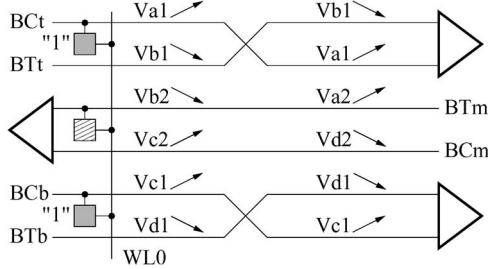 BCt Va1 Vb1
"1"
BTt Vb1 Va1
Vb2 Va2 BTm
Vc2 Vd2 BCm
BCb Vc1 Vd1
"1"
BTb Vd1 Vc1
WL0